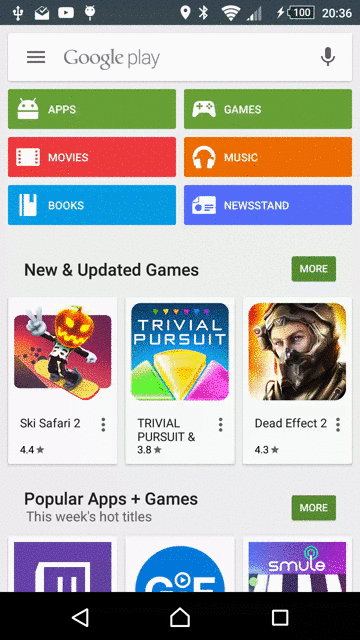 100 20:36
Google play
APPS
GAMES
MOVIES
MUSIC
BOOKS
NEWSSTAND
New & Updated Games
MORE
TRIVIAL
PURSUIT
Ski Safari 2
4.4
TRIVIAL
PURSUIT &
3.8
Dead Effect 2
4.3
Popular Apps + Games
This week's hot titles
MORE
smule